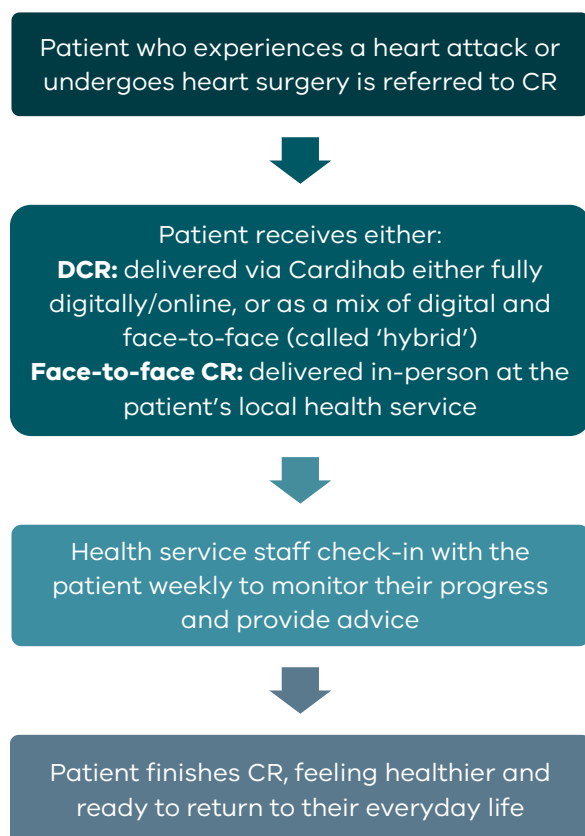 Patient who experiences a heart attack or
undergoes heart surgery is referred to CR
Patient receives either:
DCR: delivered via Cardihab either fully
digitally/online, or as a mix of digital and
face-to-face (called ‘hybrid’)
Face-to-face CR: delivered in-person at the
patient’s local health service
Health service staff check-in with the
patient weekly to monitor their progress
and provide advice
Patient finishes CR, feeling healthier and
ready to return to their everyday life